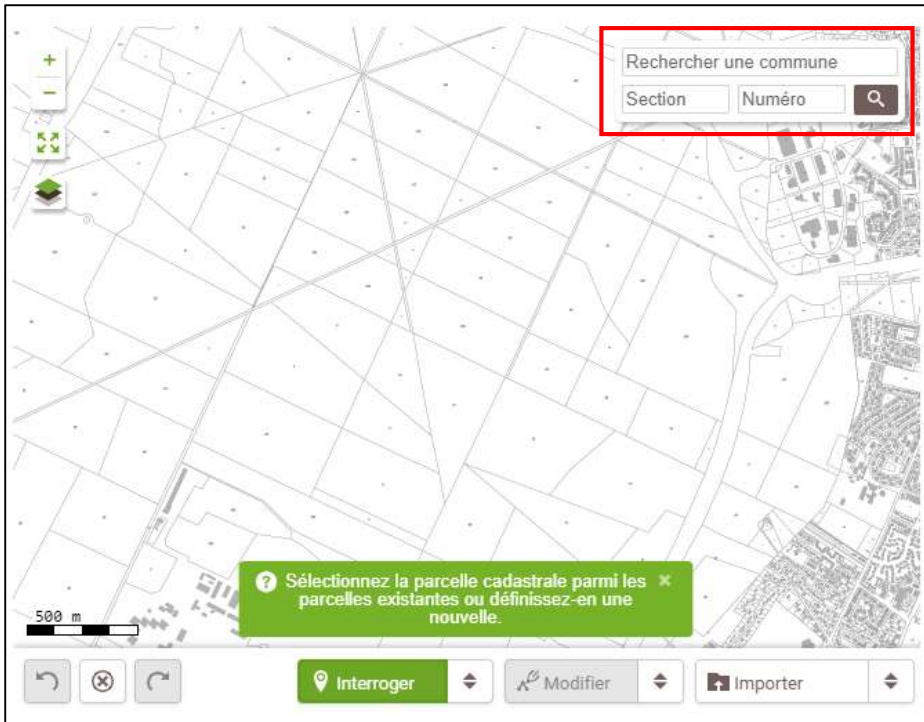 Rechercher une commune
Section Numéro
Sélectionnez la parcelle cadastrale parmi les
parcelles existantes ou définissez-en une
nouvelle.
500 m
Interroger Modifier Importer